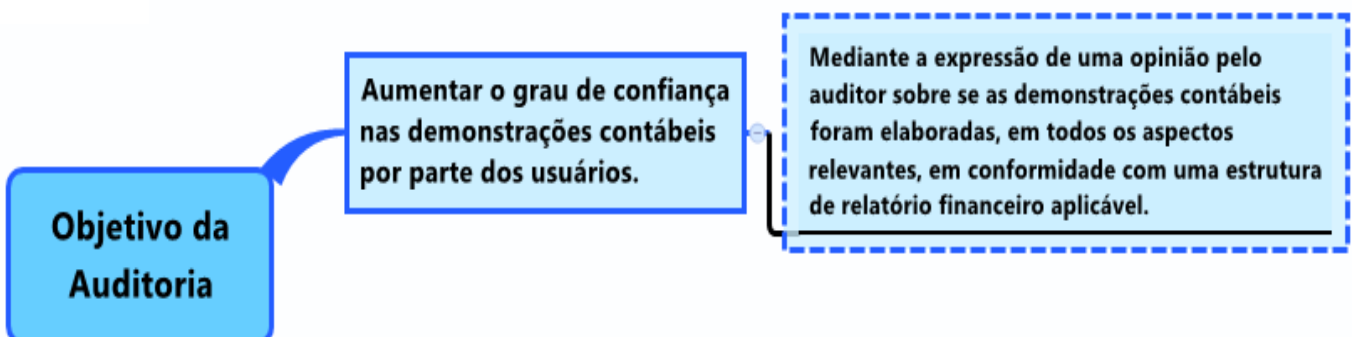 Objetivo da
Auditoria
Aumentar o grau de confiança
nas demonstrações contábeis
por parte dos usuários.
Mediante a expressão de uma opinião pelo
auditor sobre se as demonstrações contábeis
foram elaboradas, em todos os aspectos
relevantes, em conformidade com uma estrutura
de relatório financeiro aplicável.